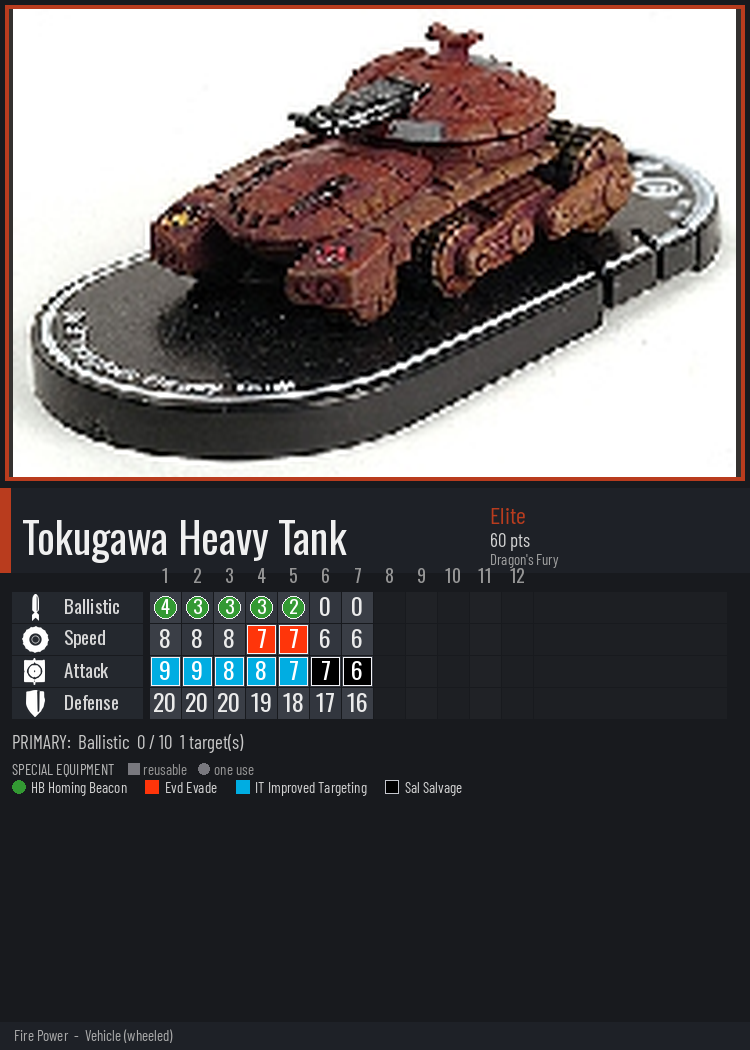 Tokugawa Heavy Tank
Elite
60 pts
Dragon's Fury
1 2 3 4 5 6 7 8 9 10 11 12
Ballistic 4 3 3 3 2 0 0
Speed 8 8 8 7 7 6 6
Attack 9 9 8 8 7 7 6
Defense 20 20 20 19 18 17 16
PRIMARY: Ballistic 0 / 10 1 target(s)
SPECIAL EQUIPMENT reusable one use
HB Homing Beacon Evd Evade IT Improved Targeting Sal Salvage
Fire Power - Vehicle (wheeled)